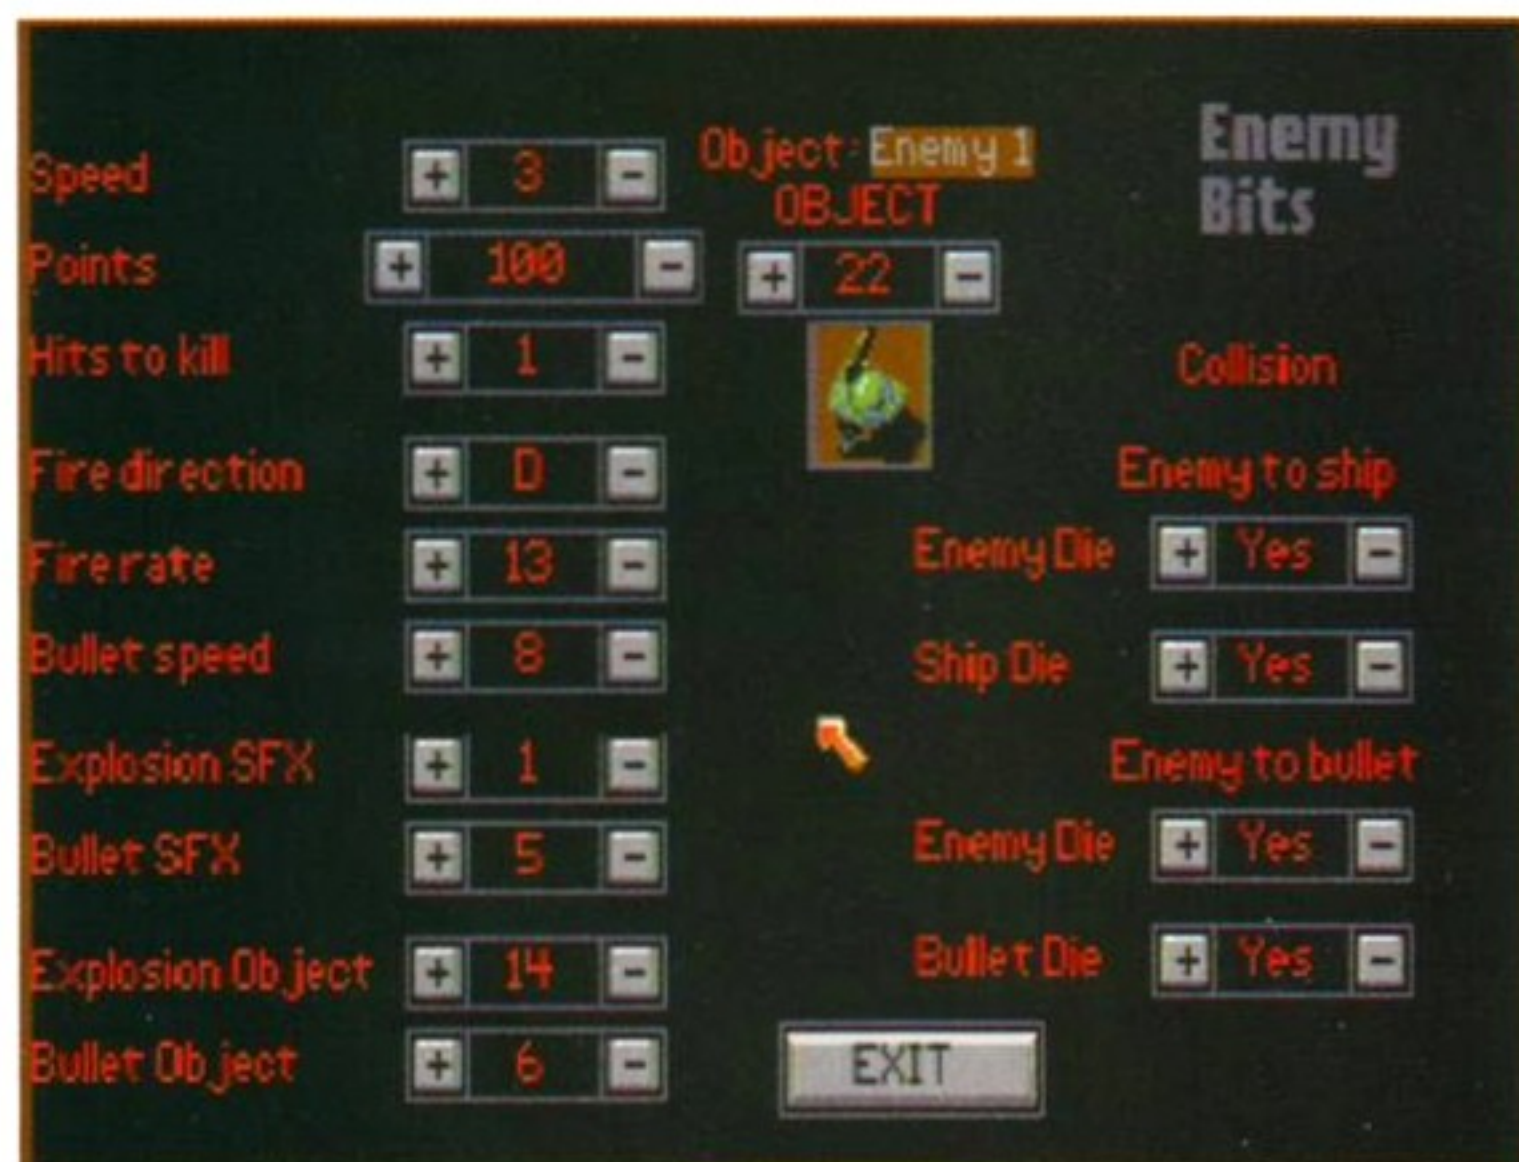 Enemy
Bits
Object: Enemy 1
OBJECT
+ 22 -
Speed + 3 -
Points + 100 -
Hits to kill + 1 -
Fire direction + D -
Fire rate + 13 -
Bullet speed + 8 -
Explosion SFX + 1 -
Bullet SFX + 5 -
Explosion Object + 14 -
Bullet Object + 6 -
Collision
Enemy to ship
Enemy Die + Yes -
Ship Die + Yes -
Enemy to bullet
Enemy Die + Yes -
Bullet Die + Yes -
EXIT